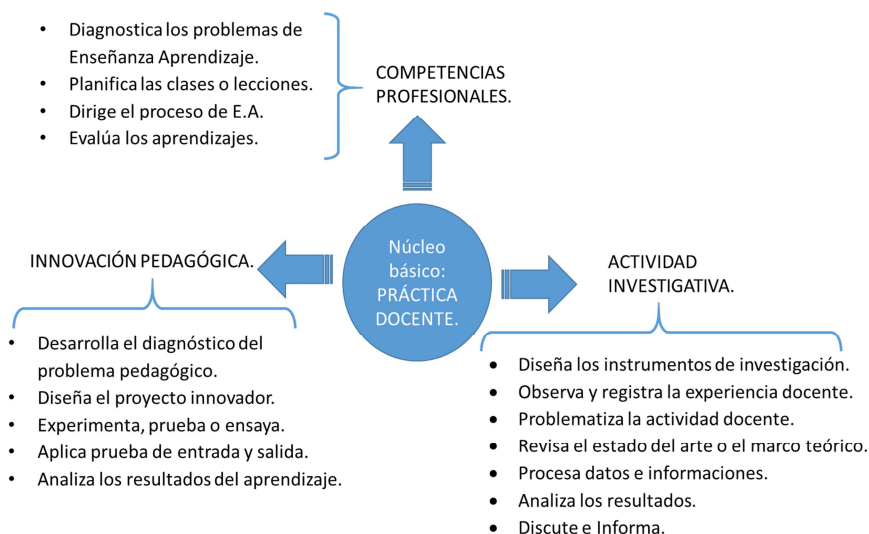 • Diagnostica los problemas de
Enseñanza Aprendizaje.
• Planifica las clases o lecciones.
• Dirige el proceso de E.A.
• Evalúa los aprendizajes.
COMPETENCIAS
PROFESIONALES.
Núcleo
básico:
PRÁCTICA
DOCENTE.
INNOVACIÓN PEDAGÓGICA.
• Desarrolla el diagnóstico del
problema pedagógico.
• Diseña el proyecto innovador.
• Experimenta, prueba o ensaya.
• Aplica prueba de entrada y salida.
• Analiza los resultados del aprendizaje.
ACTIVIDAD
INVESTIGATIVA.
• Diseña los instrumentos de investigación.
• Observa y registra la experiencia docente.
• Problematiza la actividad docente.
• Revisa el estado del arte o el marco teórico.
• Procesa datos e informaciones.
• Analiza los resultados.
• Discute e Informa.